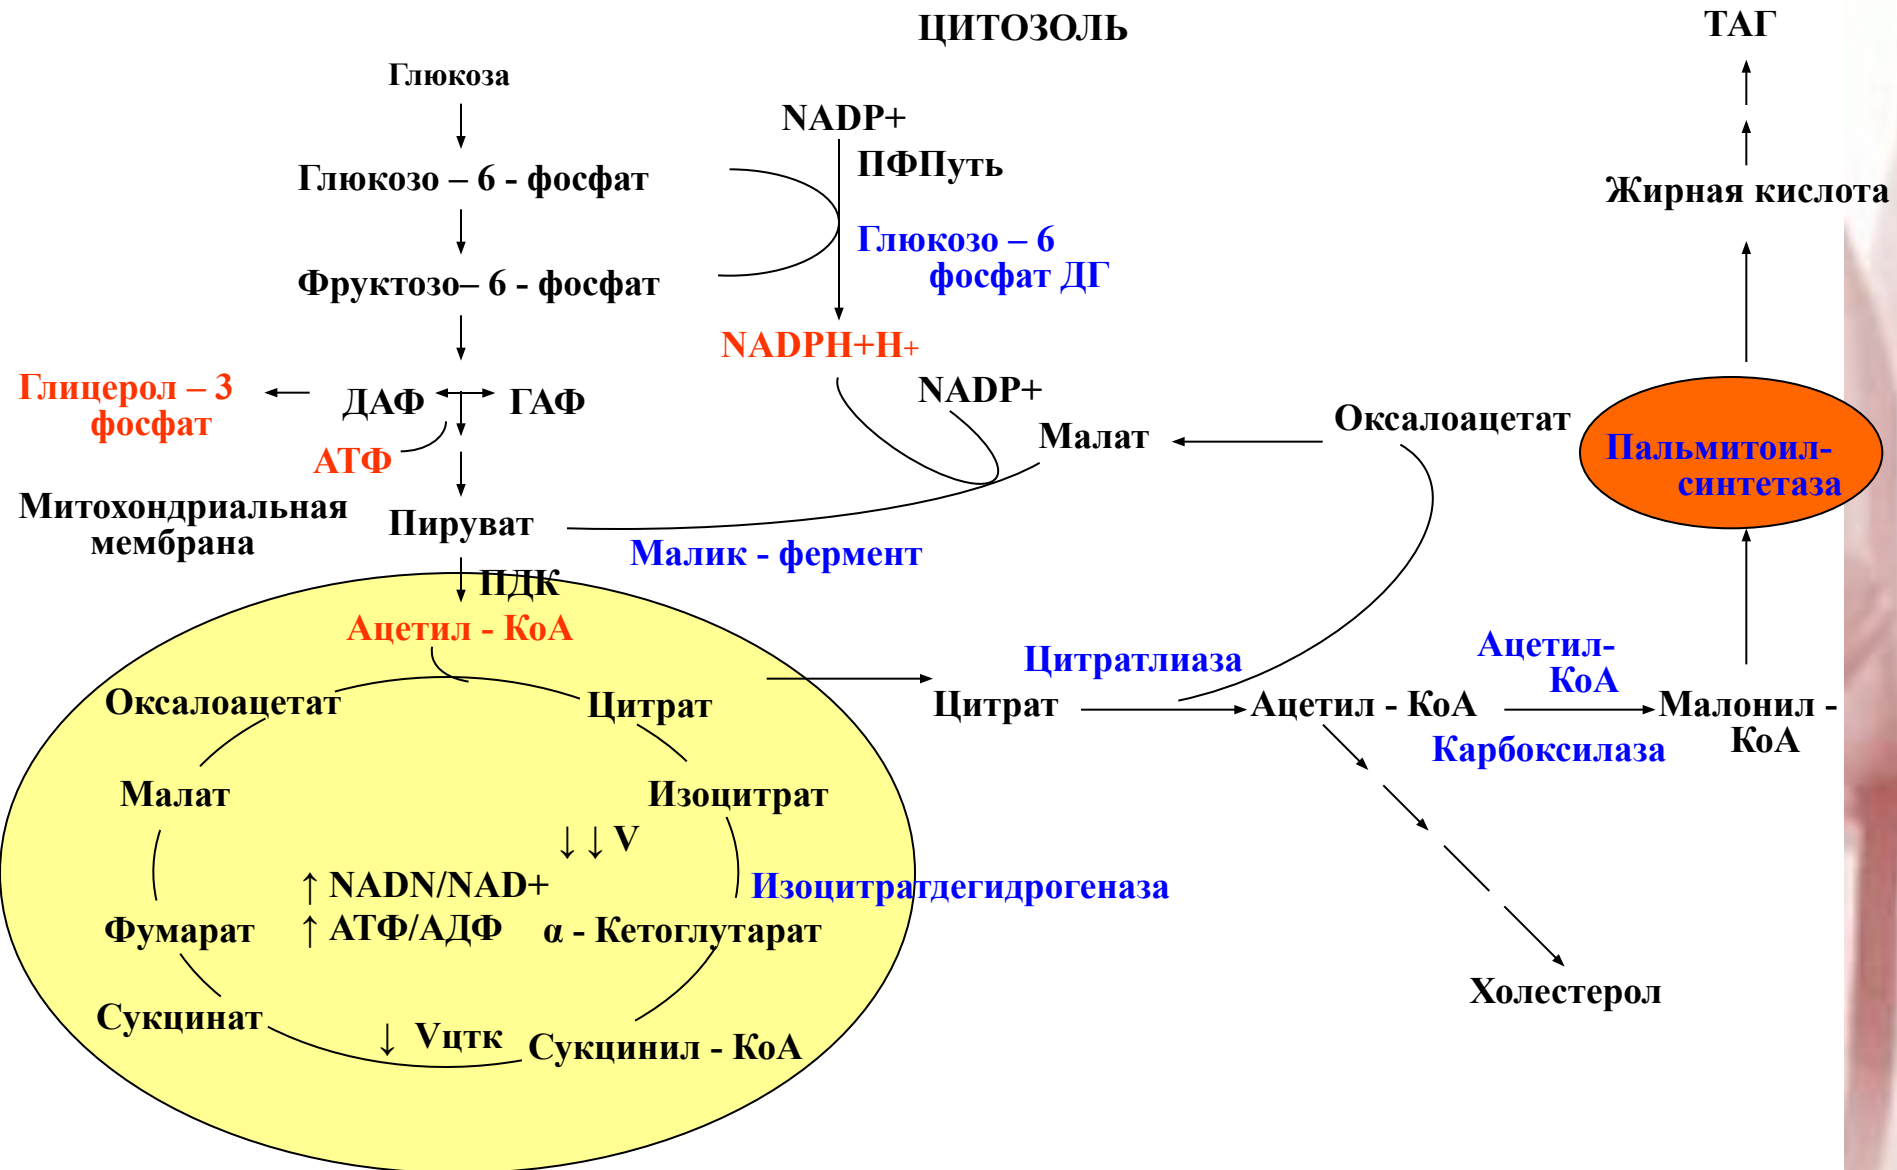 ЦИТОЗОЛЬ
ТАГ
Глюкоза
NADP+
ПФПуть
Глюкозо – 6 - фосфат
Жирная кислота
Глюкозо – 6
фосфат ДГ
Фруктозо– 6 - фосфат
NADPH+H+
Глицерол – 3
фосфат
ДАФ
ГАФ
NADP+
АТФ
Малат
Оксалоацетат
Пальмитоил-
синтетаза
Митохондриальная
мембрана
Пируват
Малик - фермент
ПДК
Ацетил - КоА
Цитратлиаза
Ацетил-
КоА
Оксалоацетат
Цитрат
Цитрат
Ацетил - КоА
Малонил -
КоА
Карбоксилаза
Малат
Изоцитрат
↓ ↓ V
↑ NADN/NAD+
Изоцитратдегидрогеназа
Фумарат
↑ АТФ/АДФ
α - Кетоглутарат
Холестерол
Сукцинат
↓ Vцтк
Сукцинил - КоА